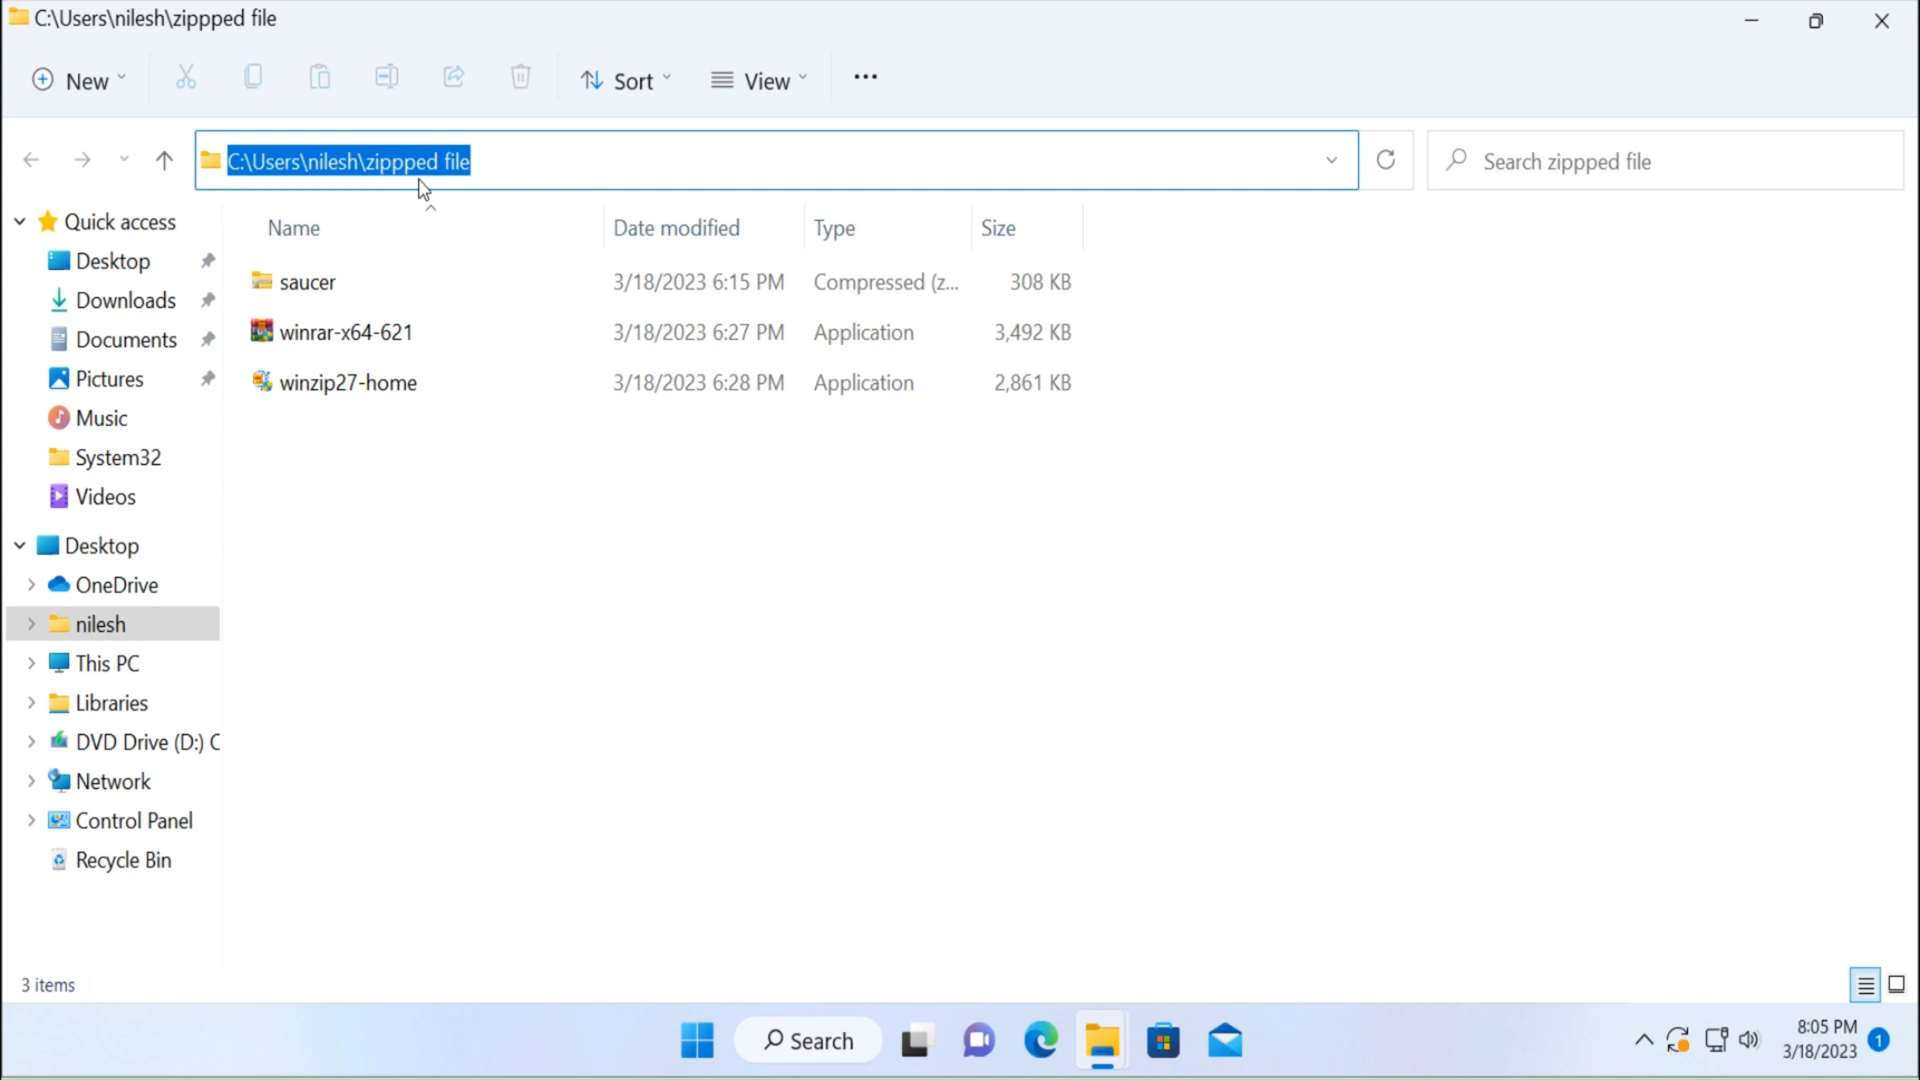 C:\Users\nilesh\zippped file
New
Sort
View
C:\Users\nilesh\zippped file
Search zippped file
Name Date modified Type Size
saucer 3/18/2023 6:15 PM Compressed (z... 308 KB
winrar-x64-621 3/18/2023 6:27 PM Application 3,492 KB
winzip27-home 3/18/2023 6:28 PM Application 2,861 KB
Quick access
Desktop
Downloads
Documents
Pictures
Music
System32
Videos
Desktop
OneDrive
nilesh
This PC
Libraries
DVD Drive (D:) C
Network
Control Panel
Recycle Bin
3 items
Search
8:05 PM
3/18/2023
1